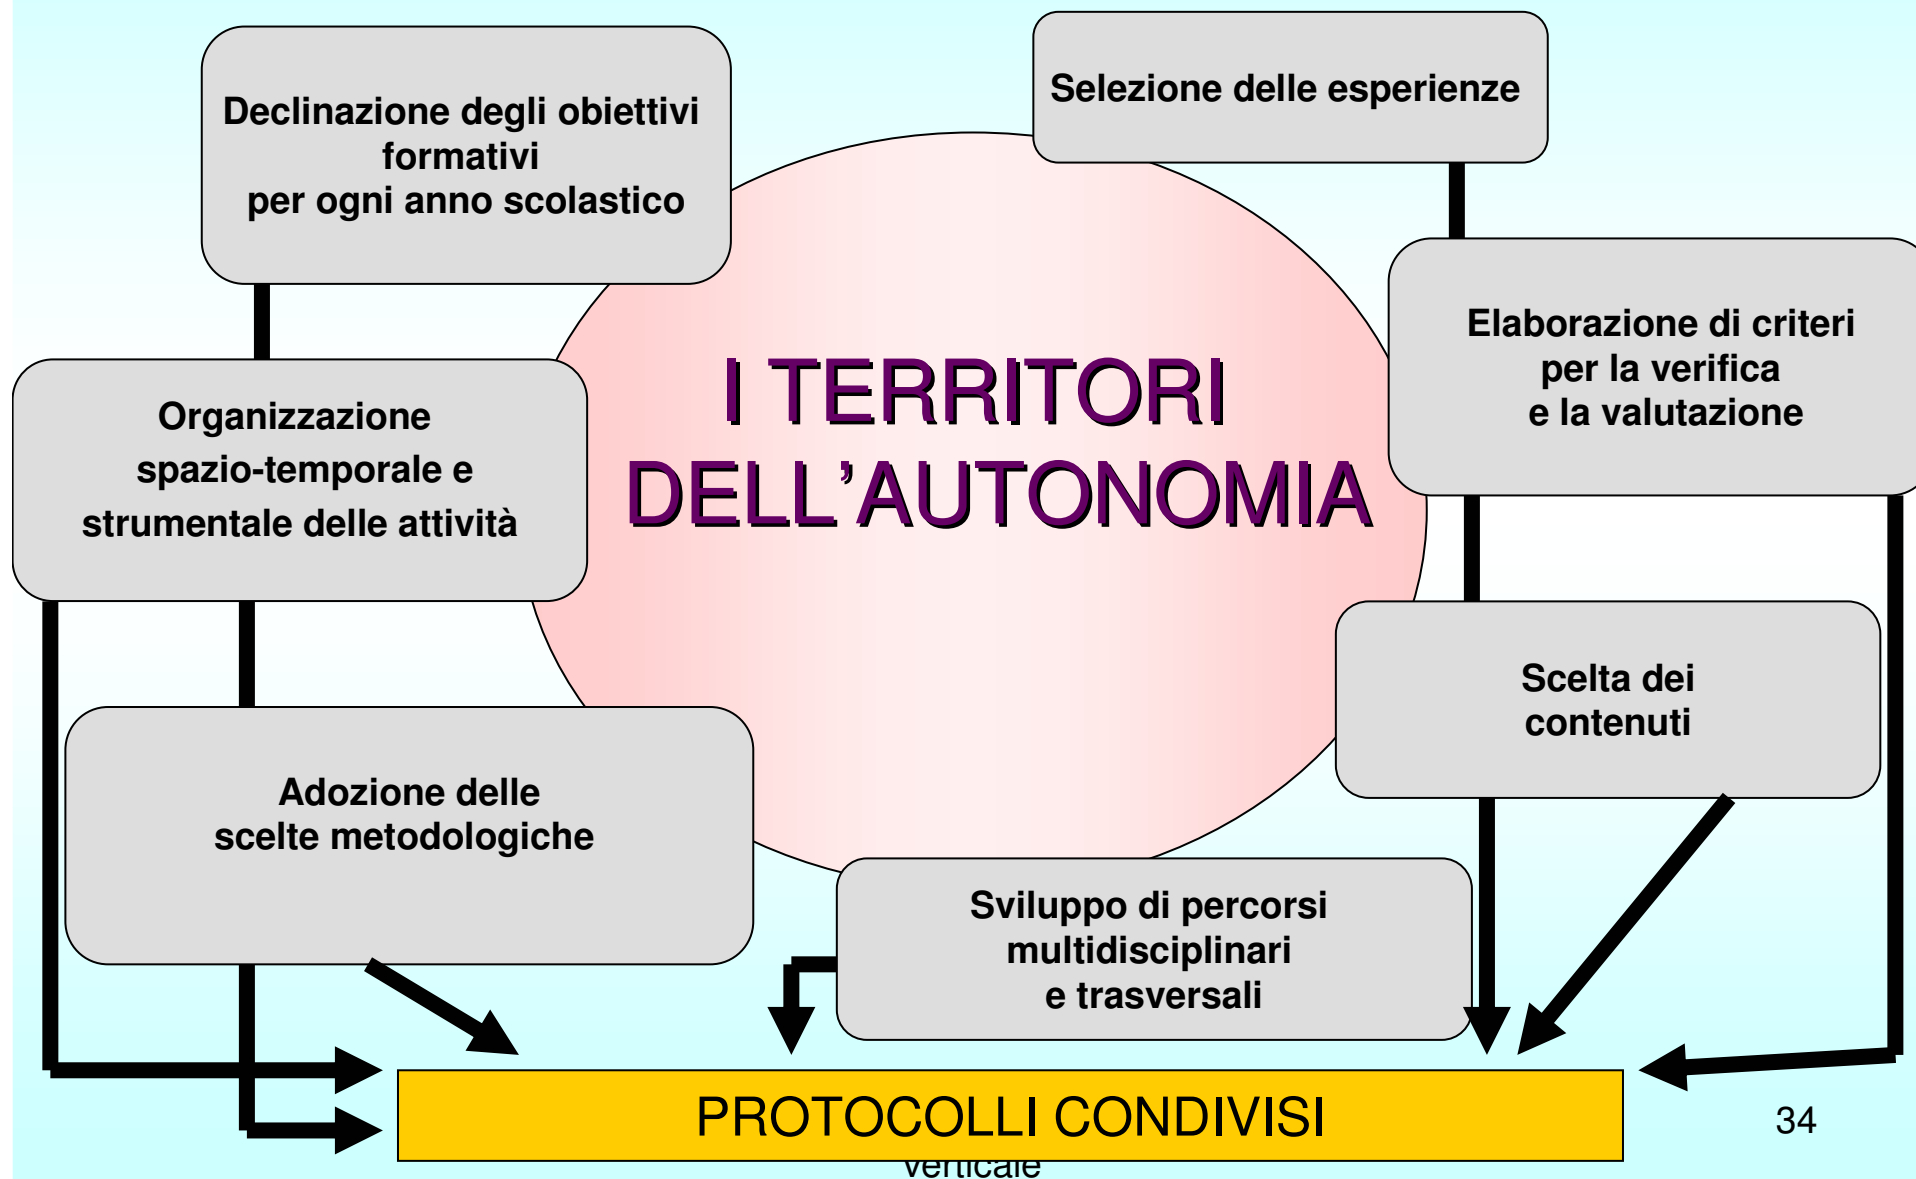 Declinazione degli obiettivi
formativi
per ogni anno scolastico
Selezione delle esperienze
Elaborazione di criteri
per la verifica
e la valutazione
I TERRITORI
DELL’AUTONOMIA
Organizzazione
spazio-temporale e
strumentale delle attività
Scelta dei
contenuti
Adozione delle
scelte metodologiche
Sviluppo di percorsi
multidisciplinari
e trasversali
PROTOCOLLI CONDIVISI
34
verticale